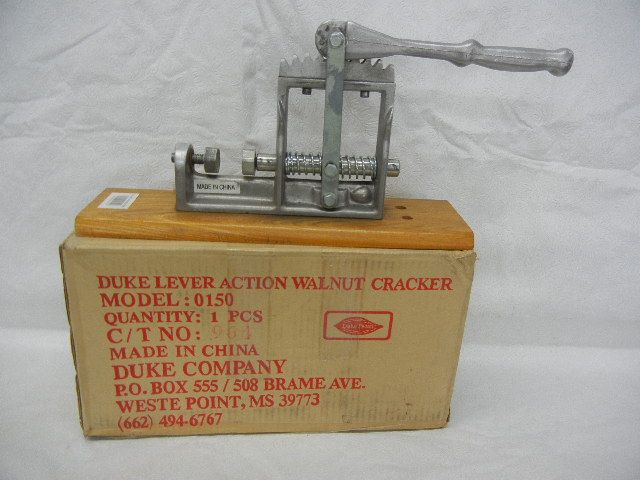 MADE IN CHINA
DUKE LEVER ACTION WALNUT CRACKER
MODEL: 0150
QUANTITY: 1 PCS
C/T NO: 964
MADE IN CHINA
DUKE COMPANY
P.O. BOX 555 / 508 BRAME AVE.
WESTE POINT, MS 39773
(662) 494-6767